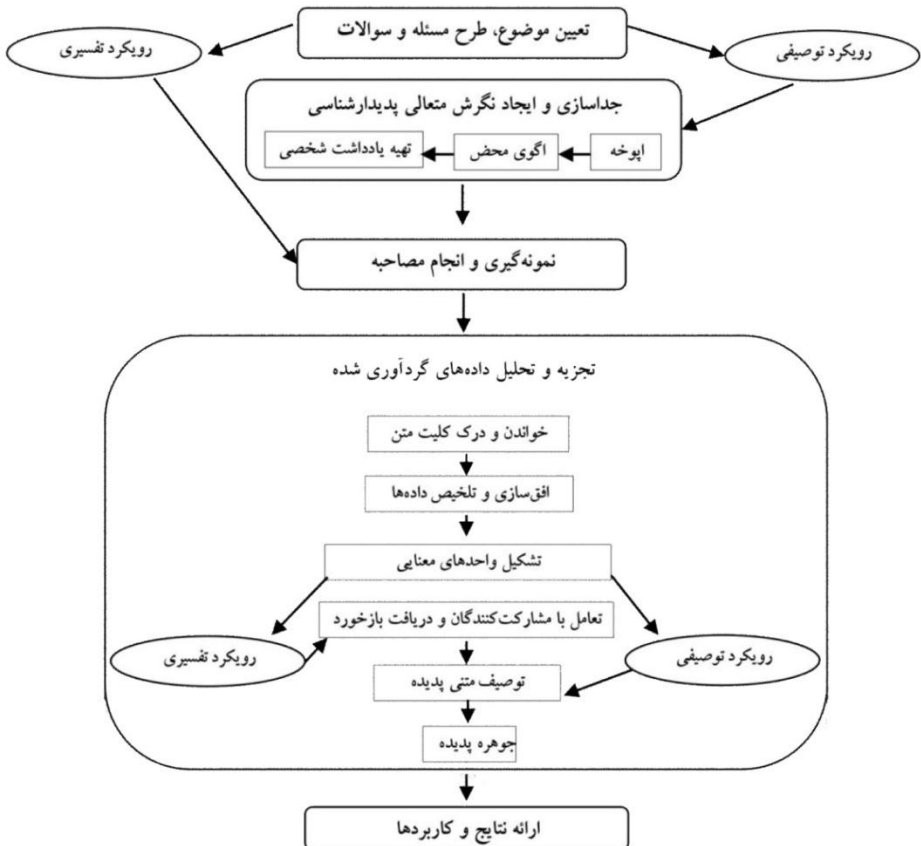 تعیین موضوع، طرح مسئله و سوالات
رویکرد توصیفی
رویکرد تفسیری
جداسازی و ایجاد نگرش متعالی پدیدارشناسی
اپوخه
اگوی محض
تهیه یادداشت شخصی
نمونه‌گیری و انجام مصاحبه
تجزیه و تحلیل داده‌های گردآوری شده
خواندن و درک کلیت متن
افق‌سازی و تلخیص داده‌ها
تشکیل واحدهای معنایی
تعامل با مشارکت‌کنندگان و دریافت بازخورد
رویکرد توصیفی
رویکرد تفسیری
توصیف متنی پدیده
جوهره پدیده
ارائه نتایج و کاربردها